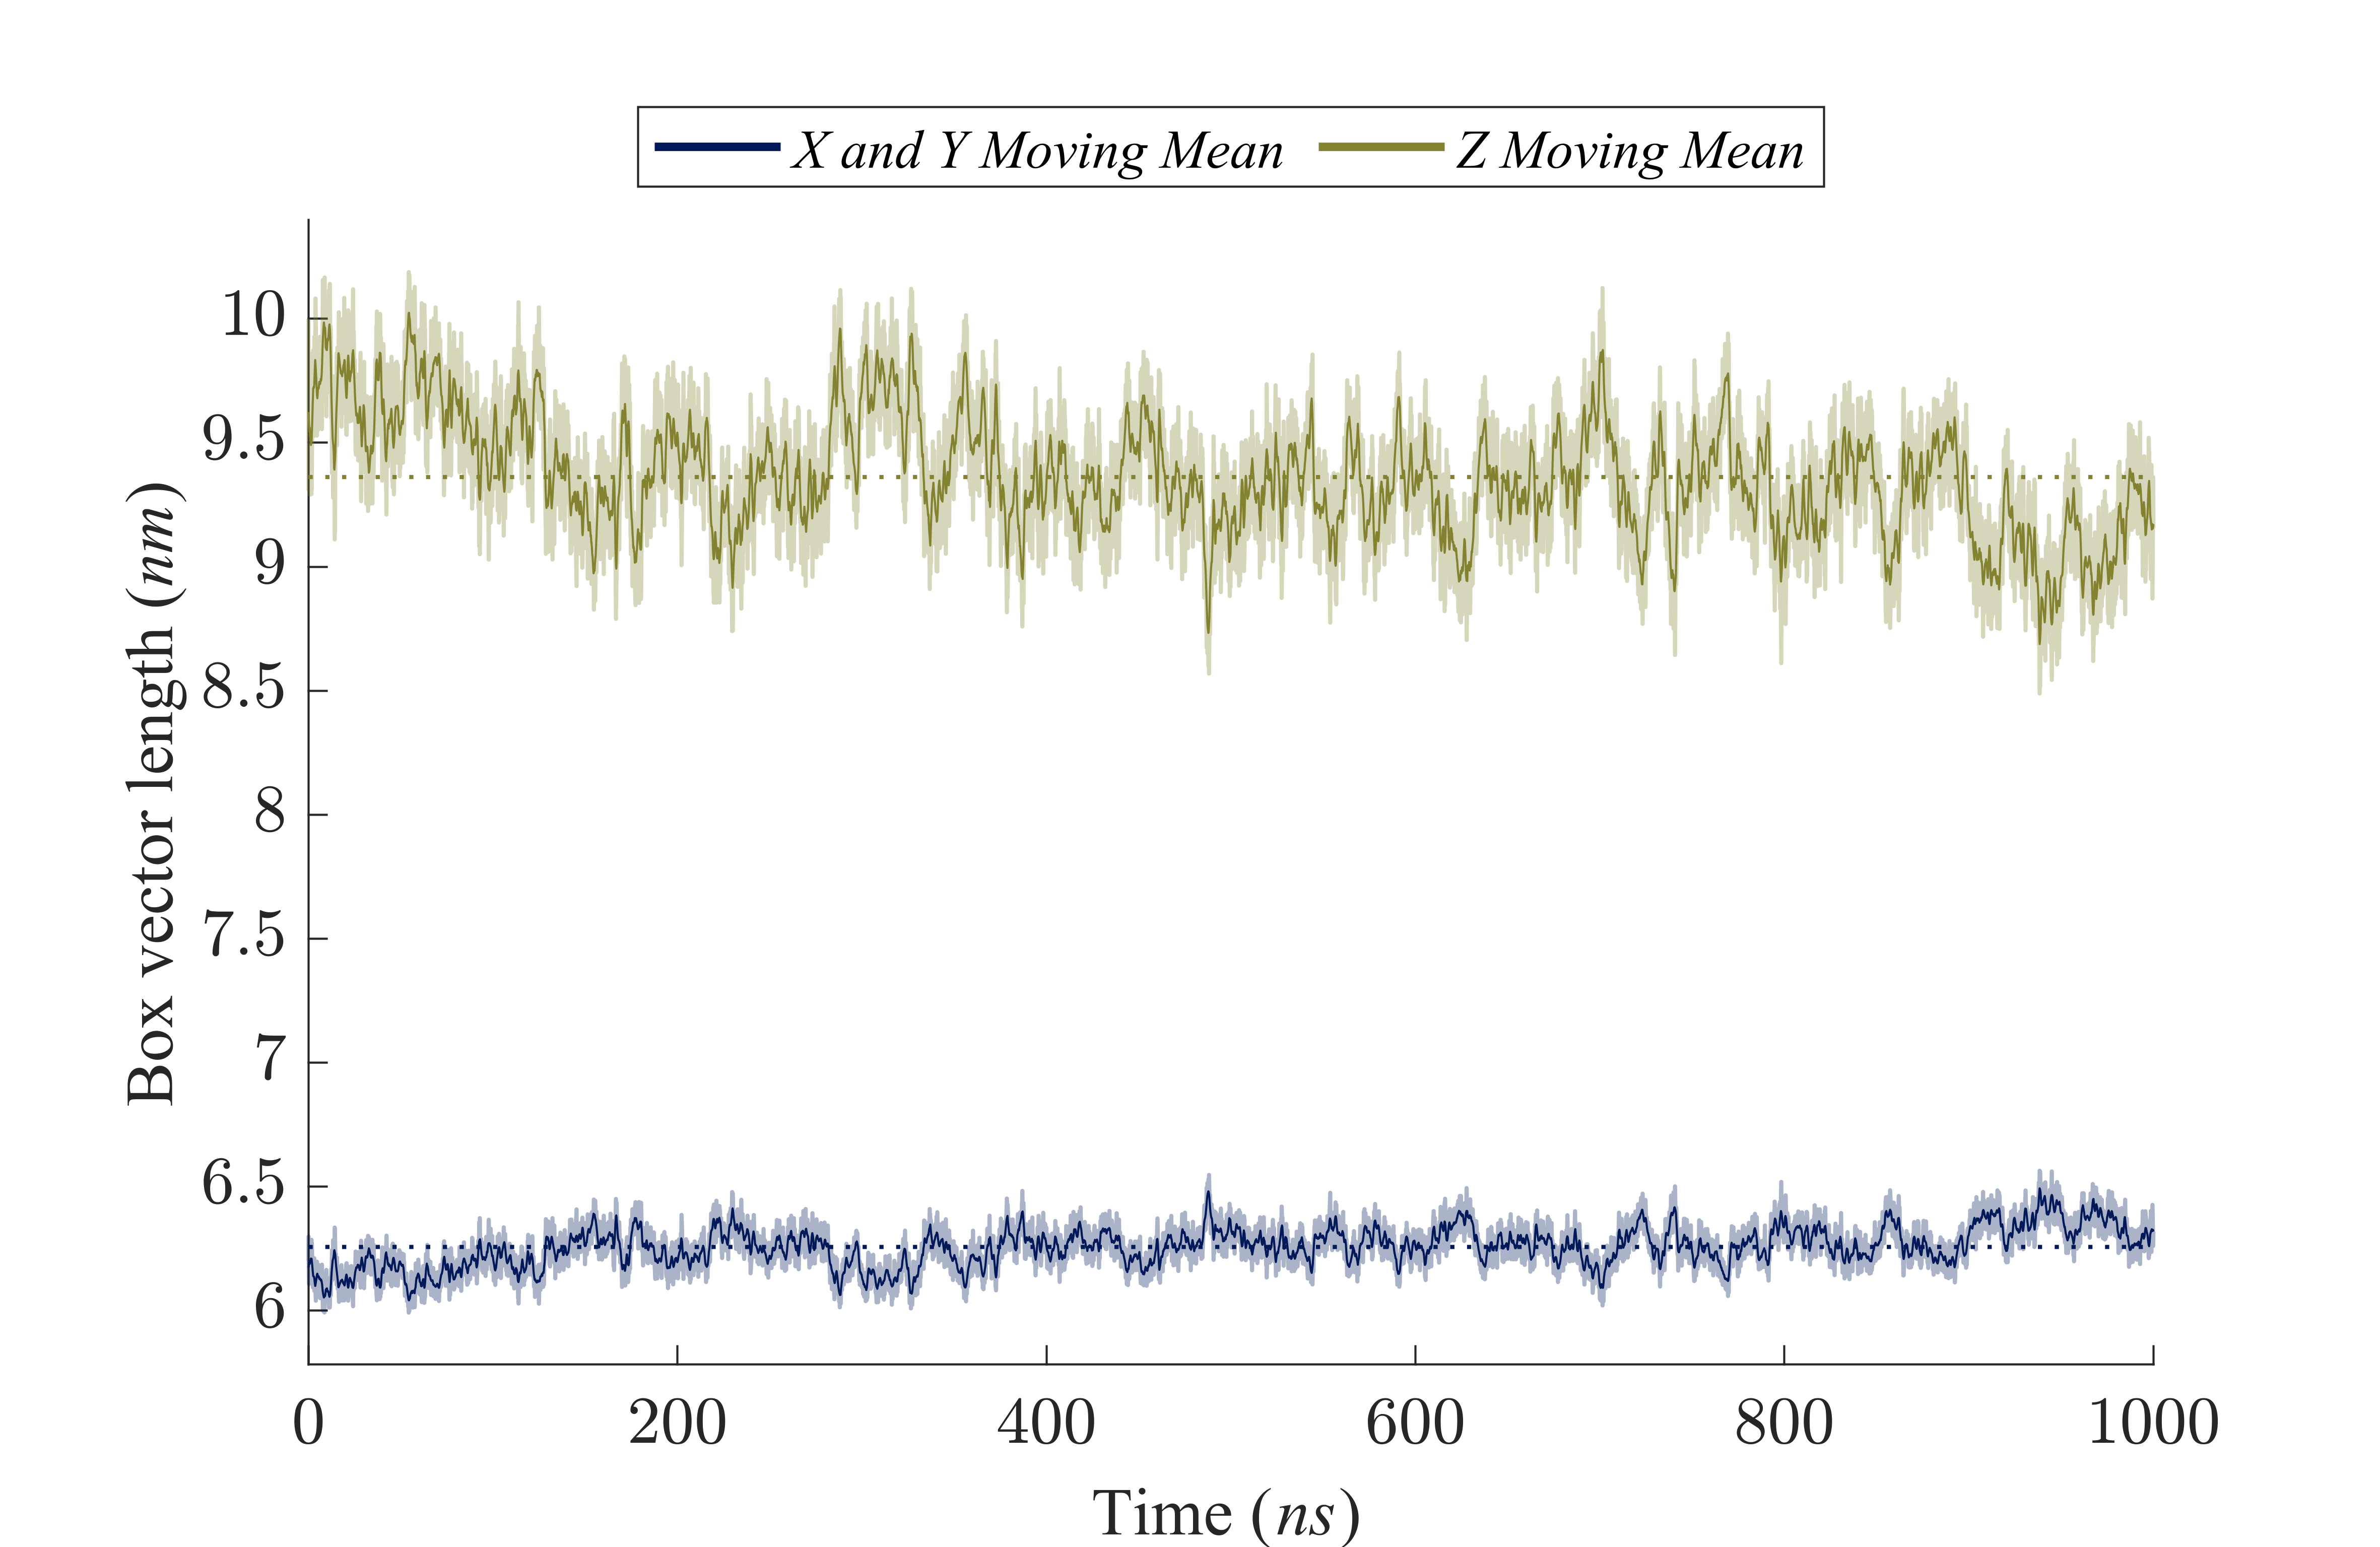 X and Y Moving Mean Z Moving Mean
Box vector length (nm)
10
9.5
9
8.5
8
7.5
7
6.5
6
0 200 400 600 800 1000
Time (ns)